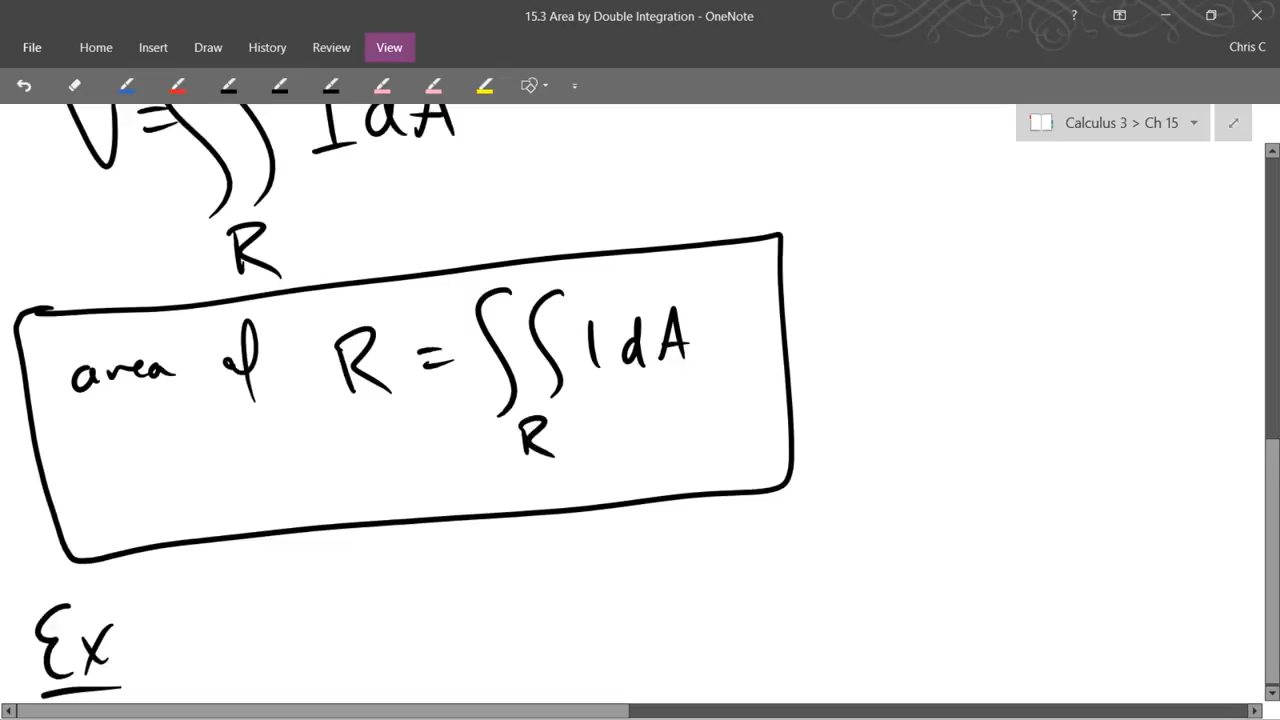 15.3 Area by Double Integration - OneNote
? 
File Home Insert Draw History Review View Chris C
Calculus 3 > Ch 15
V = ∬ 1 dA
R
area of R = ∬ 1 dA
R
Ex